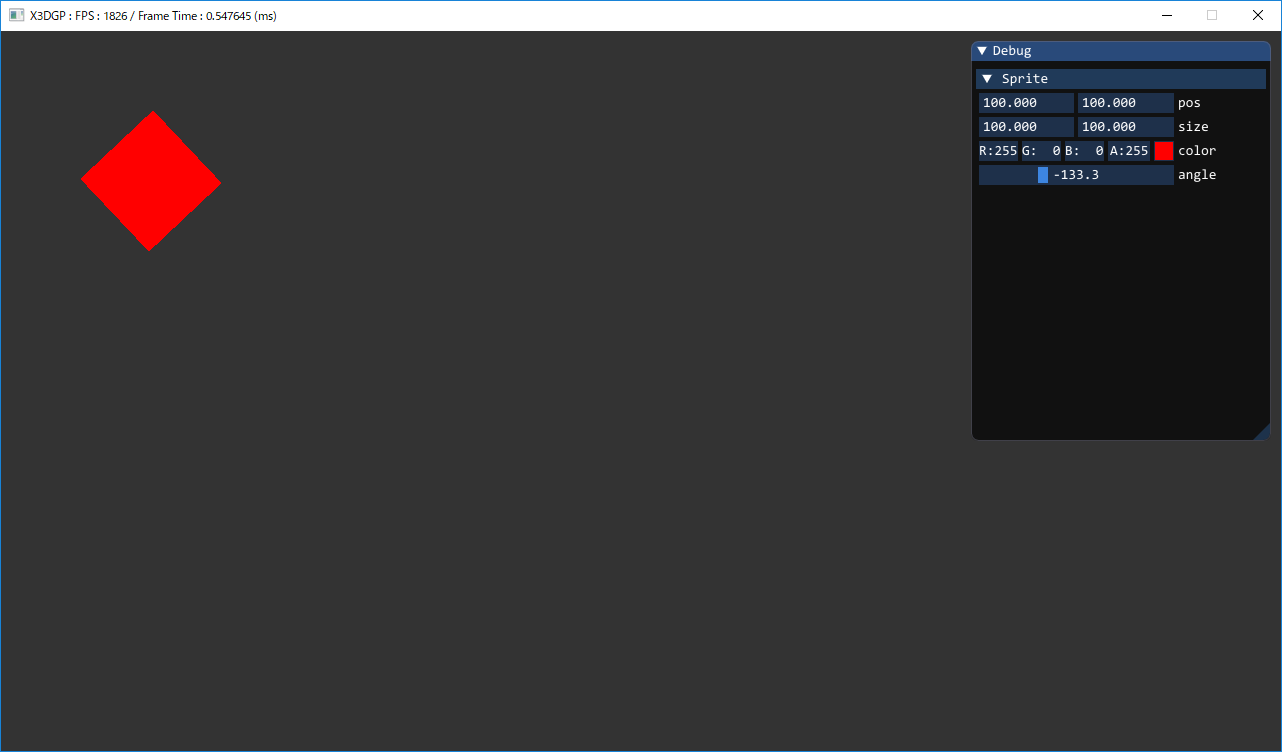 X3DGP : FPS : 1826 / Frame Time : 0.547645 (ms)
Debug
Sprite
100.000 100.000 pos
100.000 100.000 size
R:255 G: 0 B: 0 A:255 color
-133.3 angle